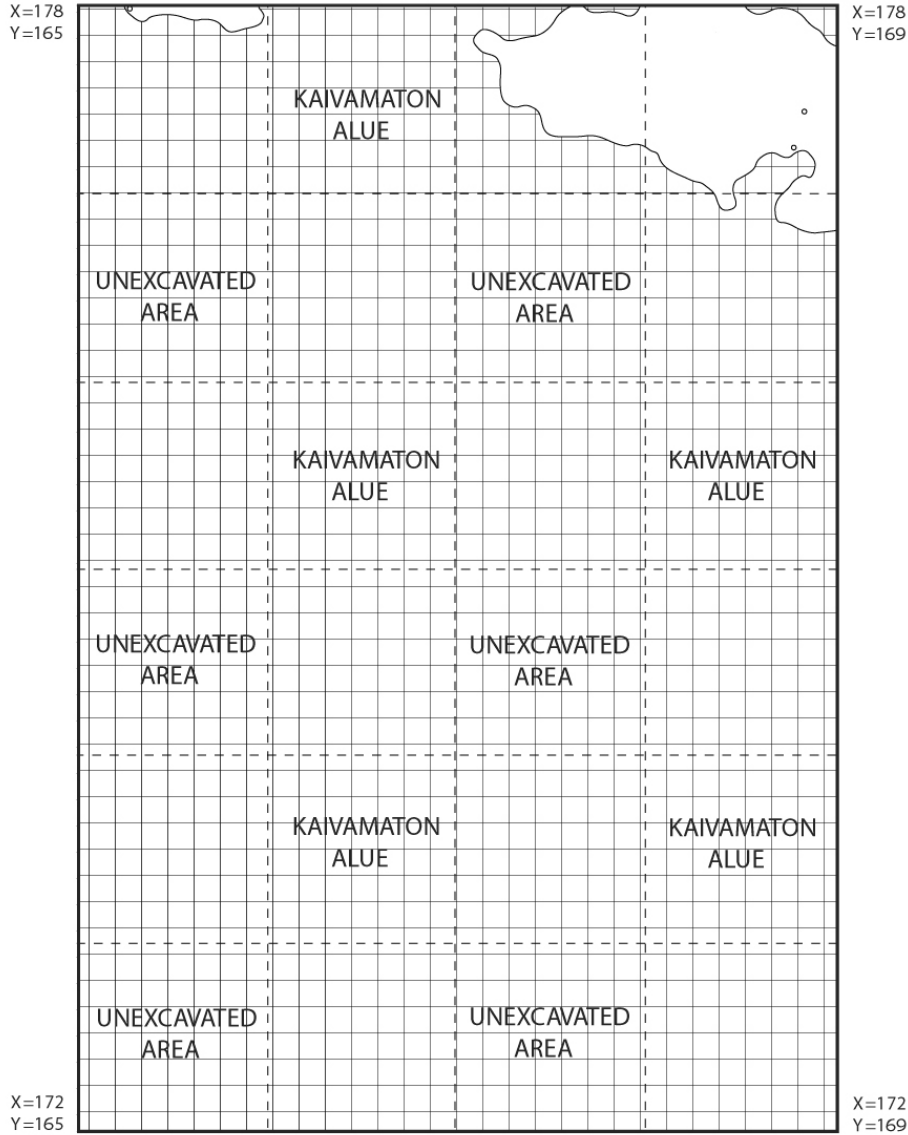 X=178
Y=165
X=178
Y=169
KAIVAMATON
ALUE
UNEXCAVATED
AREA
UNEXCAVATED
AREA
KAIVAMATON
ALUE
KAIVAMATON
ALUE
UNEXCAVATED
AREA
UNEXCAVATED
AREA
KAIVAMATON
ALUE
KAIVAMATON
ALUE
UNEXCAVATED
AREA
UNEXCAVATED
AREA
X=172
Y=165
X=172
Y=169